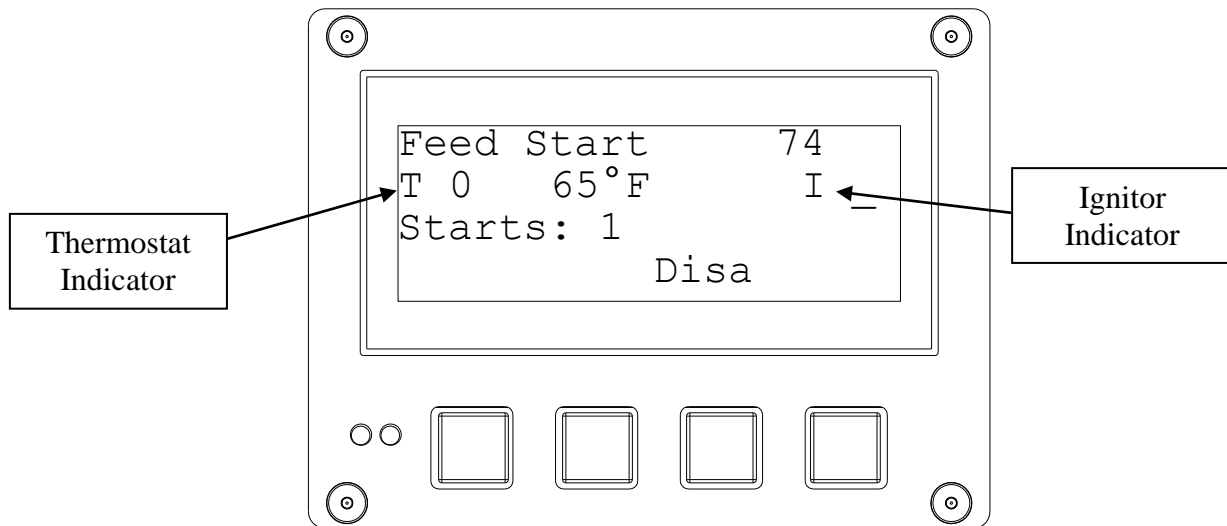 Feed Start 74
T 0 65°F I _
Starts: 1
Disa
Thermostat
Indicator
Ignitor
Indicator